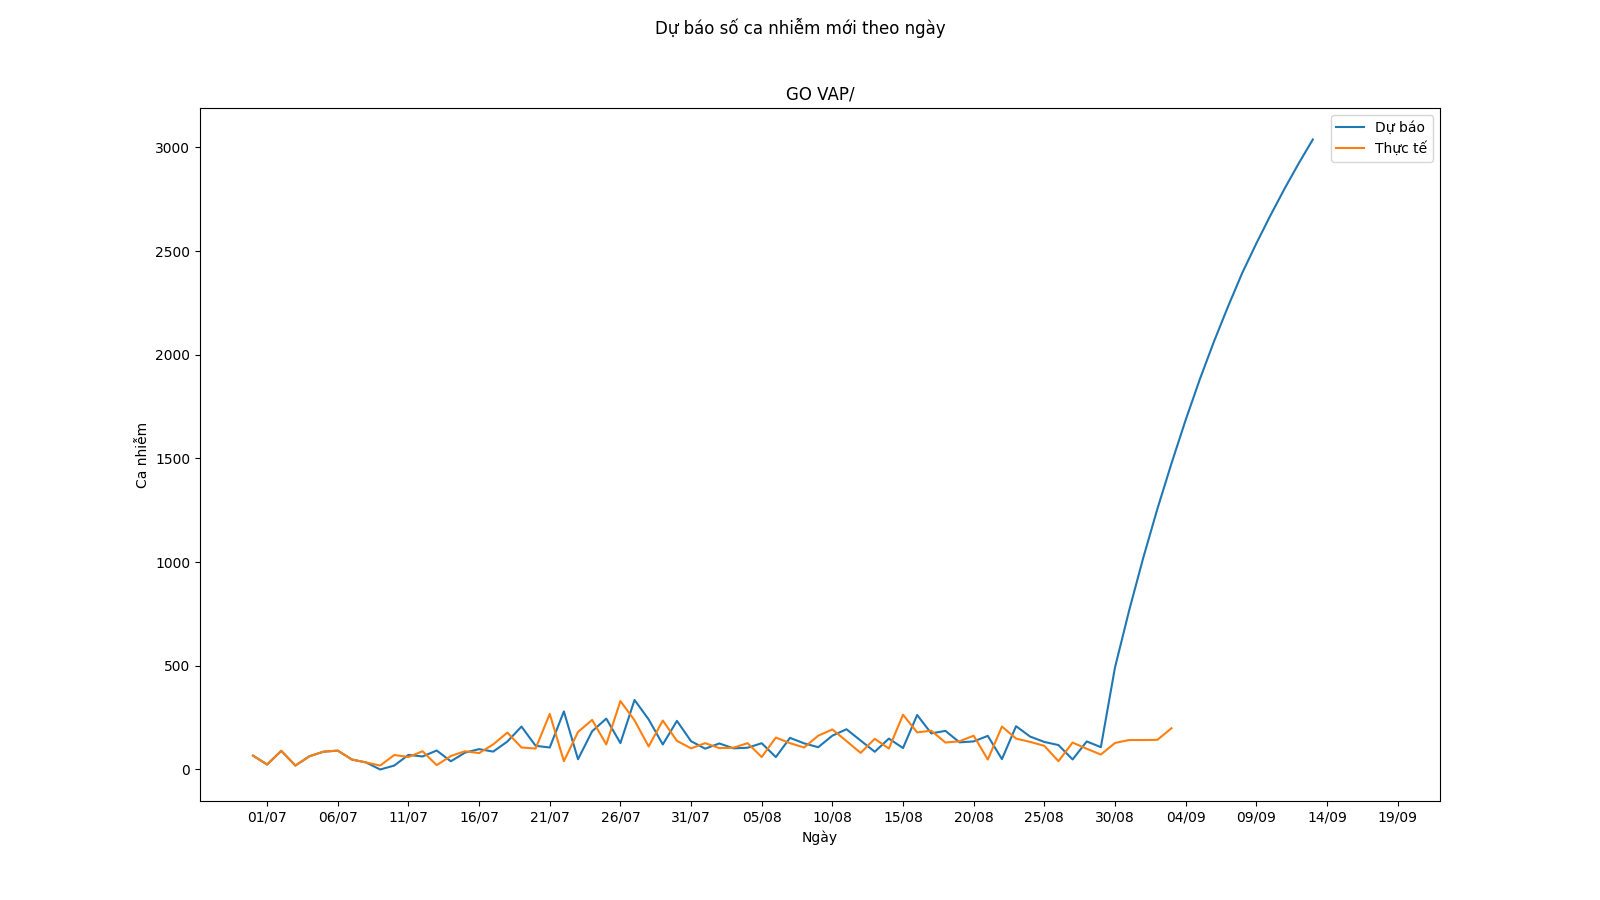 Dự báo số ca nhiễm mới theo ngày
GO VAP/
Dự báo
Thực tế
3000
2500
2000
1500
1000
500
0
Ca nhiễm
01/07 06/07 11/07 16/07 21/07 26/07 31/07 05/08 10/08 15/08 20/08 25/08 30/08 04/09 09/09 14/09 19/09
Ngày